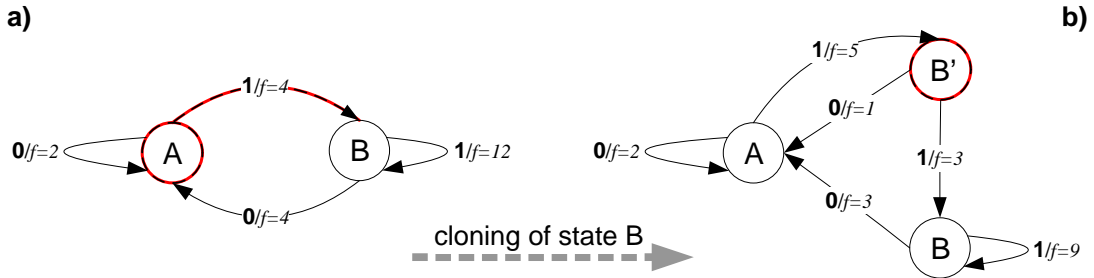 a)
b)
1/f=4
0/f=2
A
B
1/f=12
0/f=4
cloning of state B
1/f=5
B'
0/f=1
0/f=2
A
1/f=3
0/f=3
B
1/f=9